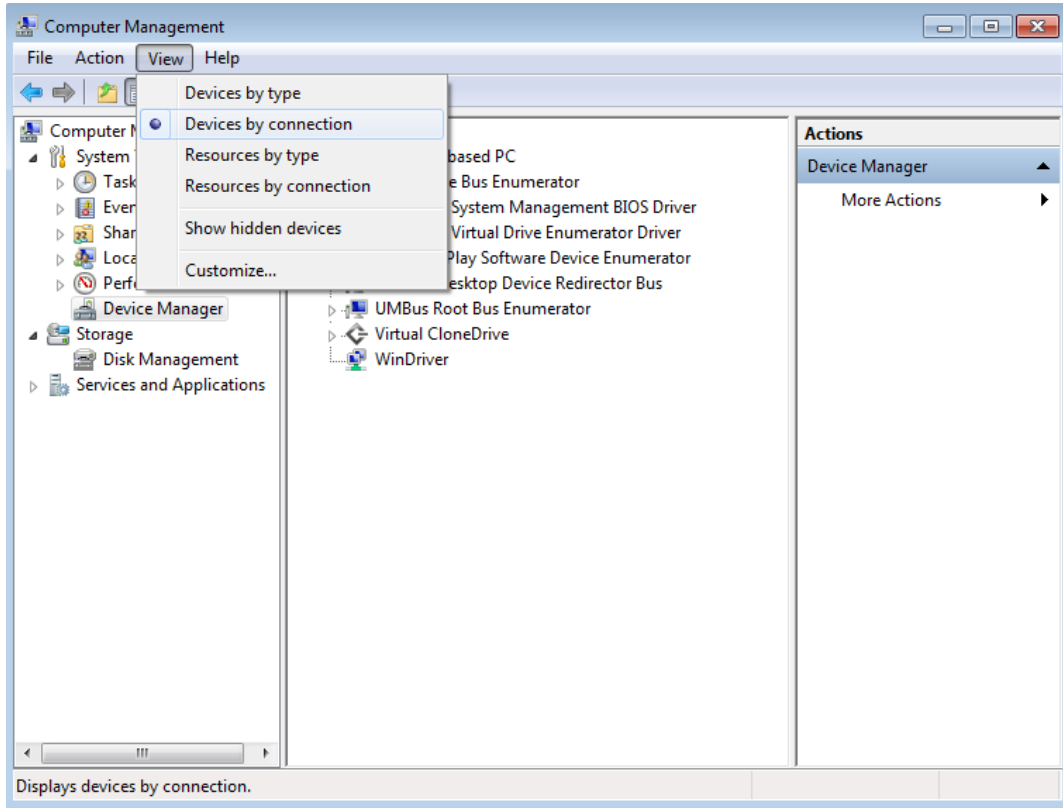 Computer Management
File Action View Help
Devices by type
Devices by connection
Resources by type
Resources by connection
Show hidden devices
Customize...
Computer
System
Task
Even
Shar
Loca
Perf
Device Manager
Storage
Disk Management
Services and Applications
based PC
e Bus Enumerator
System Management BIOS Driver
Virtual Drive Enumerator Driver
Play Software Device Enumerator
esktop Device Redirector Bus
UMBus Root Bus Enumerator
Virtual CloneDrive
WinDriver
Actions
Device Manager
More Actions
Displays devices by connection.